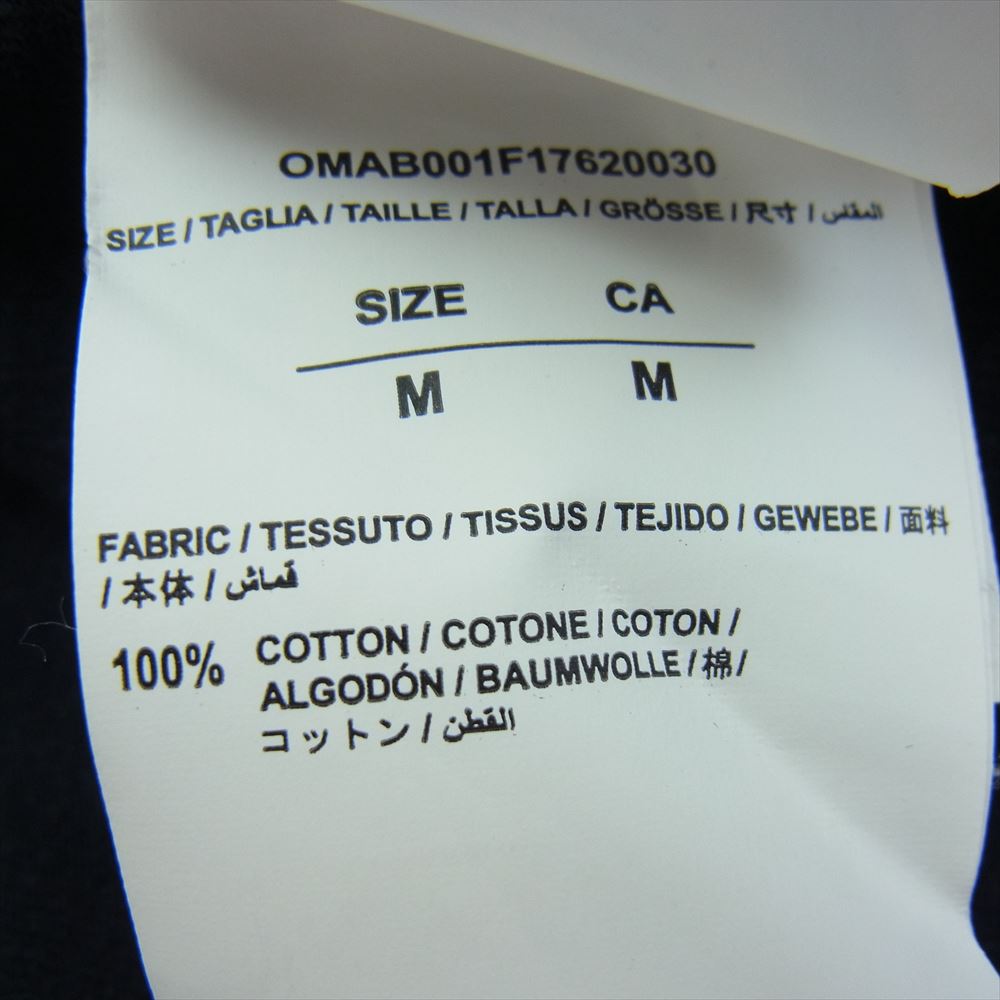 OMAB001F17620030
SIZE / TAGLIA / TAILLE / TALLA / GRÖSSE / 尺寸 / المقاس
SIZE CA
M M
FABRIC / TESSUTO / TISSUS / TEJIDO / GEWEBE / 面料
/ 本体 / قماش
100% COTTON / COTONE / COTON /
ALGODÓN / BAUMWOLLE / 棉 /
コットン / القطن